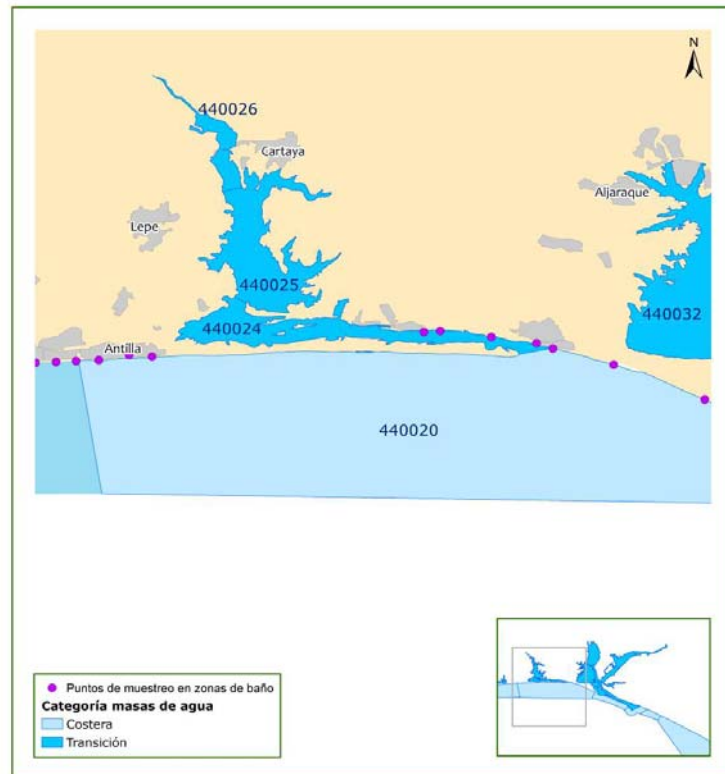 N
440026
Cartaya
Aljaraque
Lepe
440025
440024
440032
Antilla
440020
Puntos de muestreo en zonas de baño
Categoría masas de agua
Costera
Transición